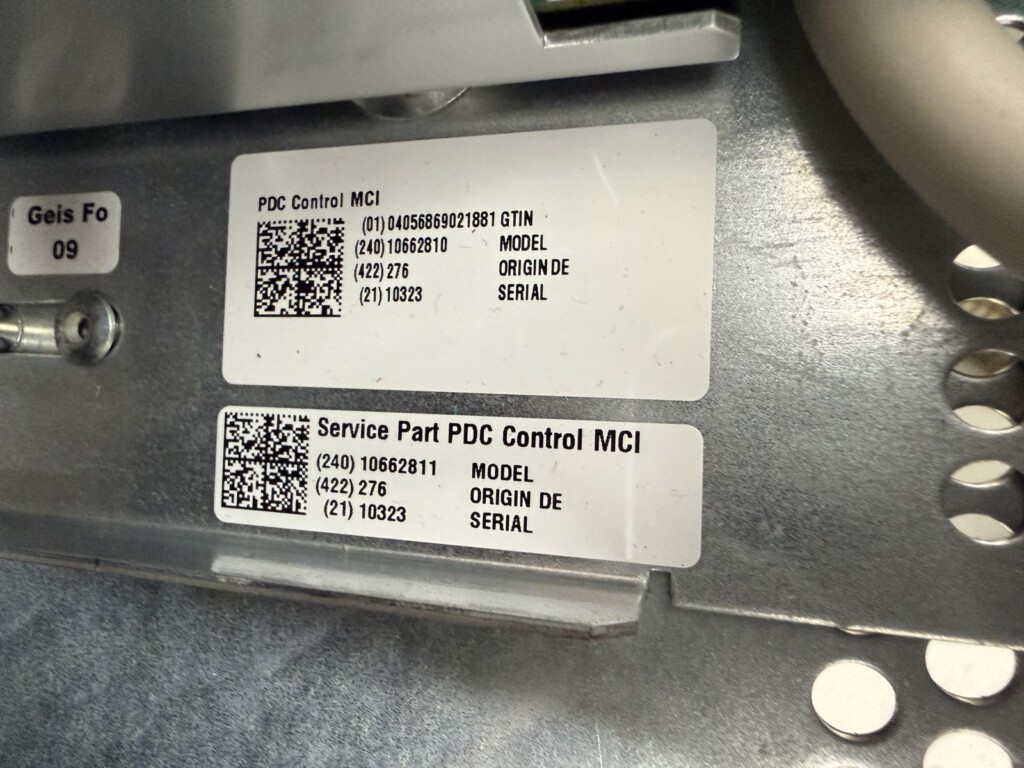 Geis Fo
09
PDC Control MCI
(01) 04056869021881 GTIN
(240) 10662810 MODEL
(422) 276 ORIGIN DE
(21) 10323 SERIAL
Service Part PDC Control MCI
(240) 10662811 MODEL
(422) 276 ORIGIN DE
(21) 10323 SERIAL